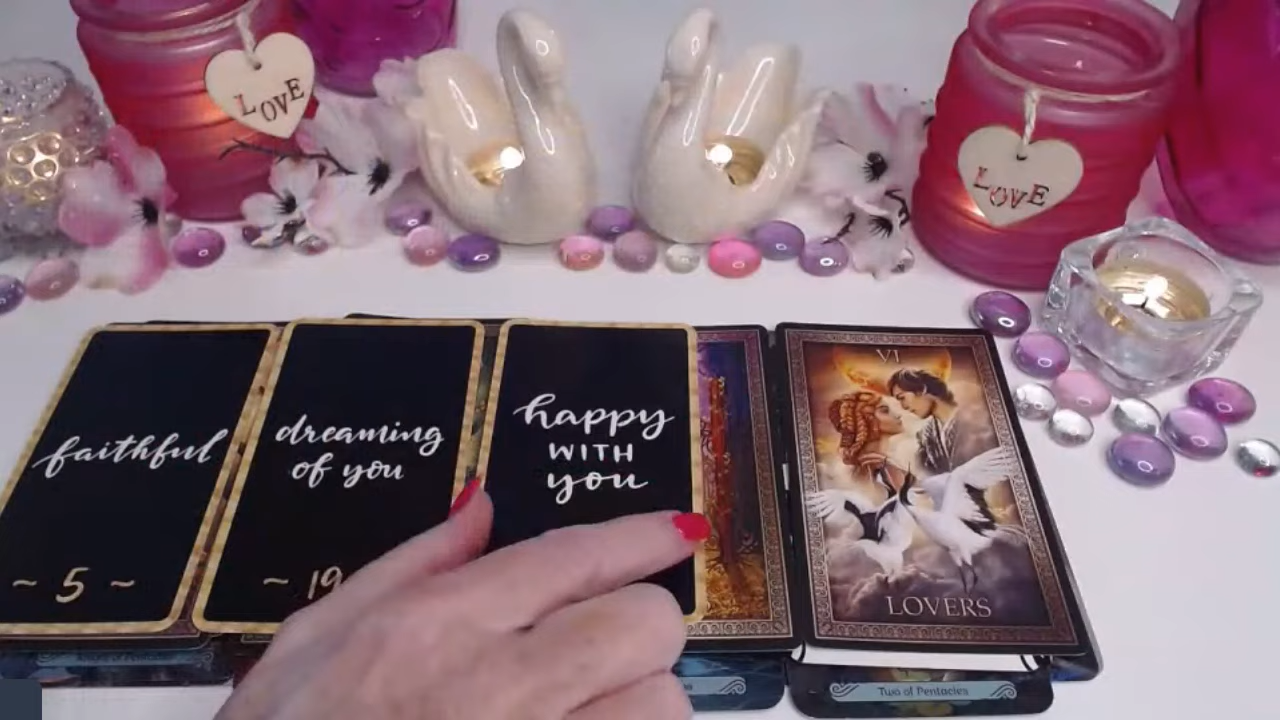 LOVE
LOVE
faithful
~ 5 ~
dreaming
of you
~ 19
happy
WITH
you
VI
LOVERS
Two of Pentacles